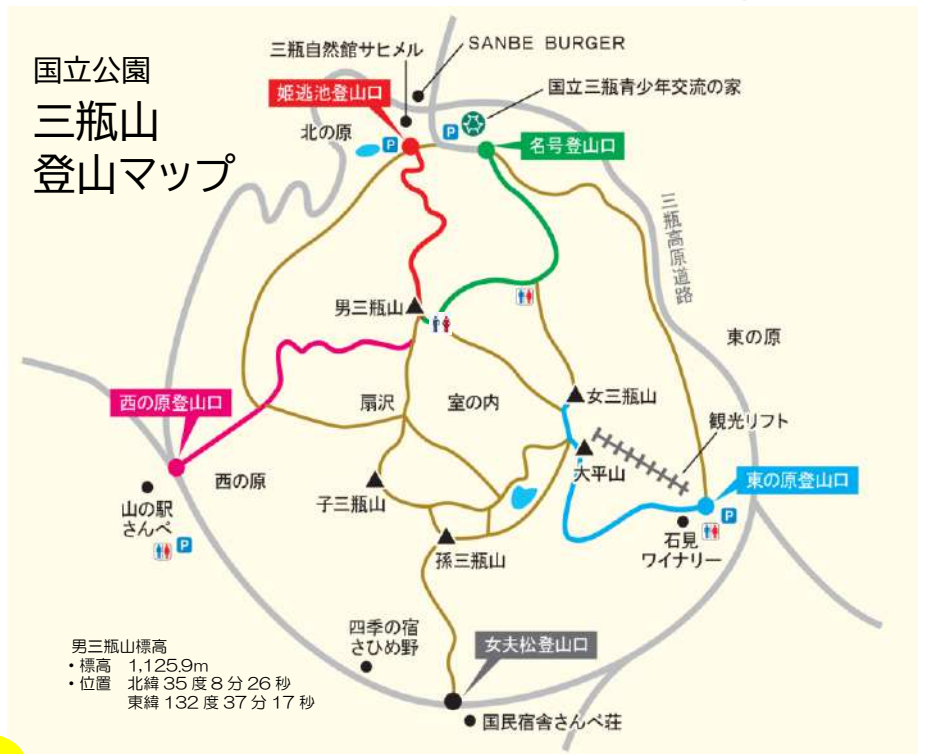 国立公園
三瓶山
登山マップ
三瓶自然館サヒメル
SANBE BURGER
国立三瓶青少年交流の家
姫逃池登山口
北の原
P
P
名号登山口
三瓶高原道路
男三瓶山
東の原
西の原登山口
扇沢
室の内
女三瓶山
観光リフト
西の原
大平山
東の原登山口
山の駅
さんべ
P
子三瓶山
P
石見
ワイナリー
孫三瓶山
四季の宿
さひめ野
女夫松登山口
国民宿舎さんべ荘
男三瓶山標高
・標高 1,125.9m
・位置 北緯 35 度 8 分 26 秒
東緯 132 度 37 分 17 秒